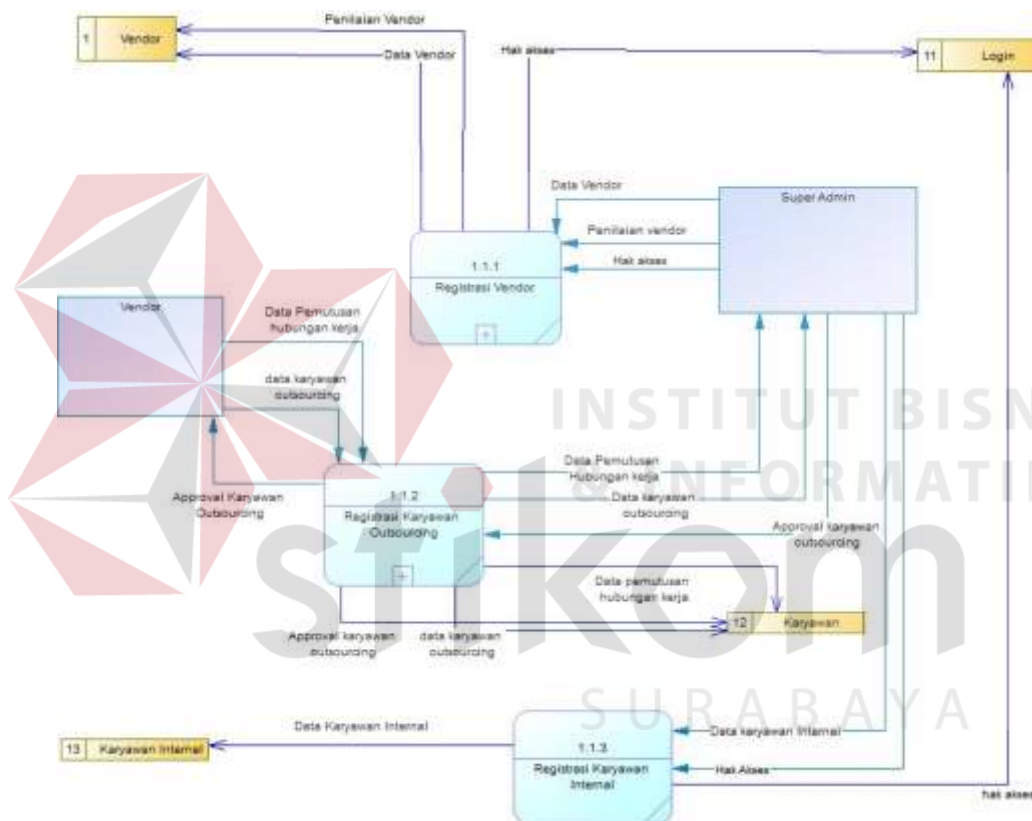 Penilaian Vendor
1 Vendor
Data Vendor
Hak akses
11 Login
Data Vendor
Super Admin
Penilaian vendor
Hak akses
1.1.1
Registrasi Vendor
Vendor
Data Pemutusan
hubungan kerja
data karyawan
outsourcing
INSTITUT BISN
Data Pemutusan
Hubungan kerja
& INFORMATI
1.1.2
Approval Karyawan
Outsourcing
Registrasi Karyawan
Outsourcing
Data karyawan
outsourcing
Approval karyawan
outsourcing
stikom
Data pemutusan
hubungan kerja
12 Karyawan
Approval karyawan
outsourcing
data karyawan
outsourcing
SURABAYA
Data Karyawan Internal
Data karyawan Internal
13 Karyawan Internal
1.1.3
Registrasi Karyawan
Internal
Hak Akses
hak akses